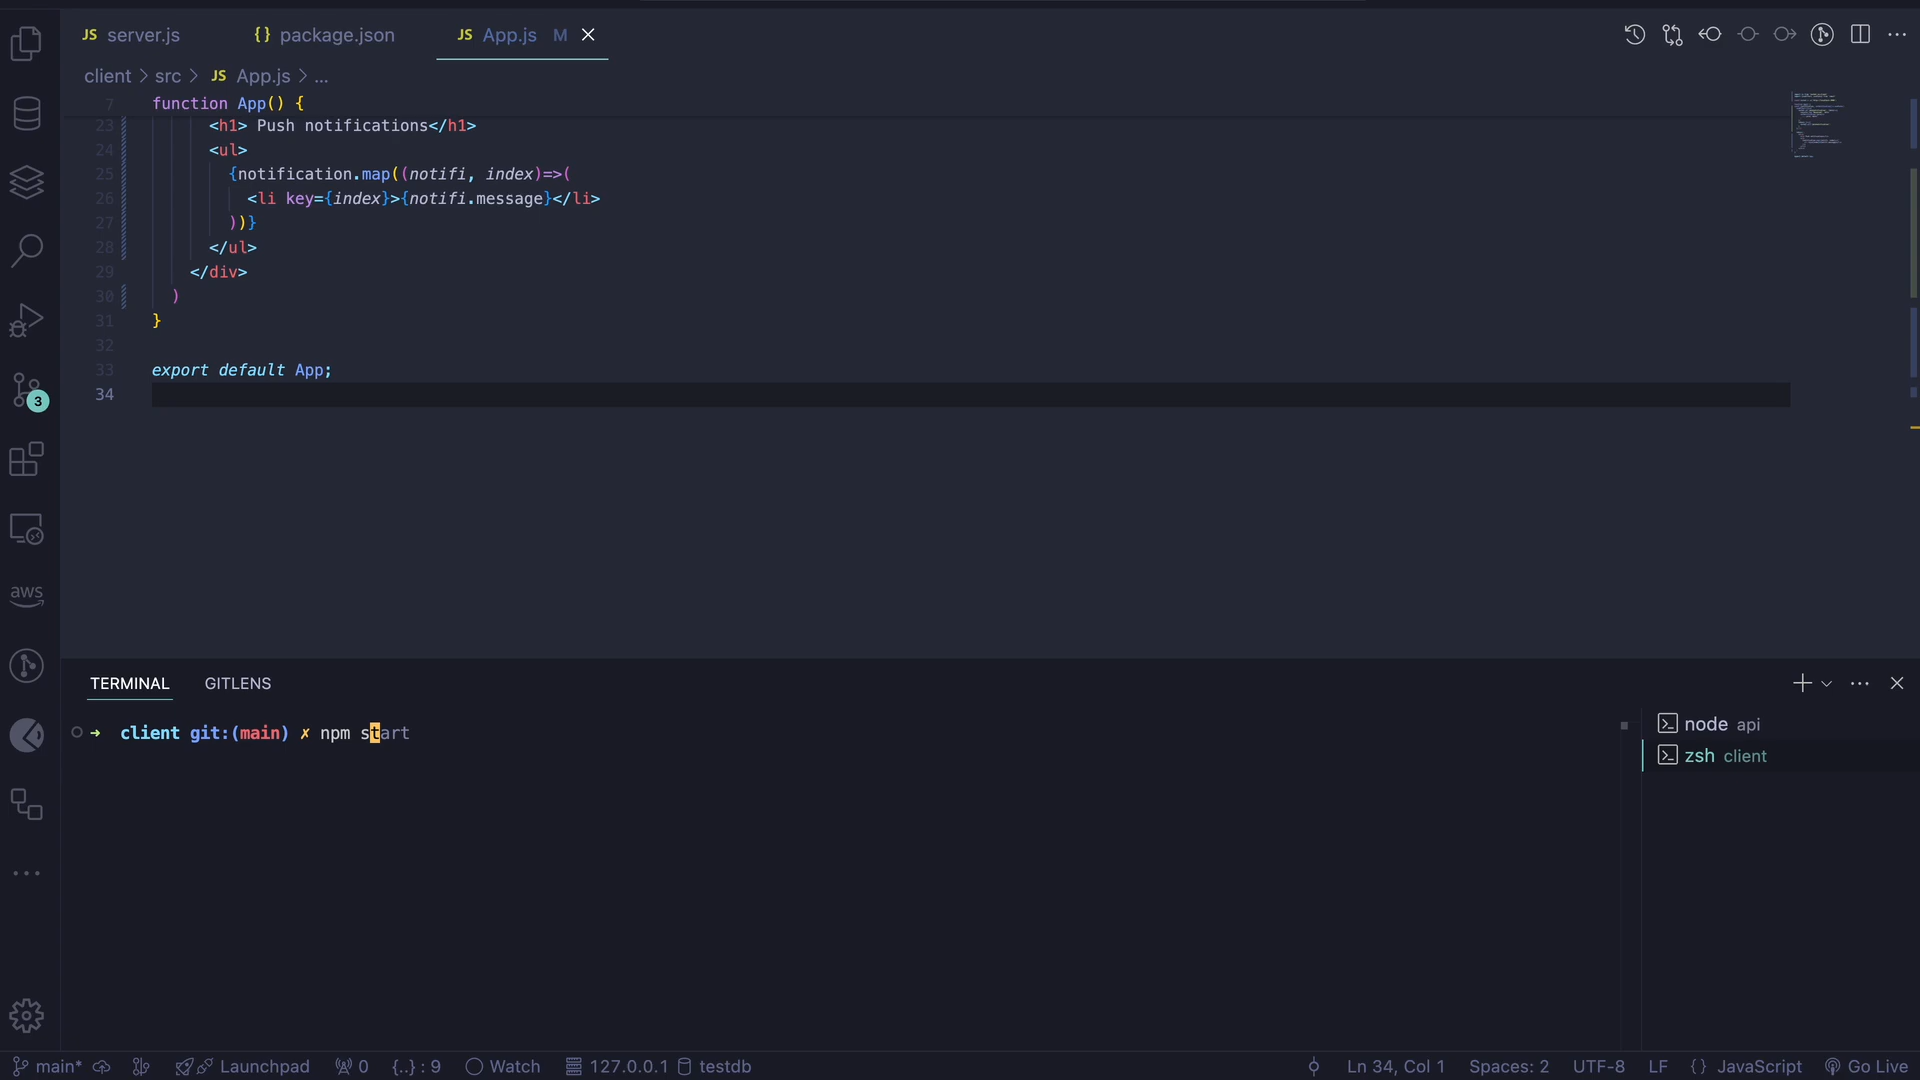 JS server.js {} package.json JS App.js M
client > src > JS App.js > ...
7 function App() {
23 <h1> Push notifications</h1>
24 <ul>
25 {notification.map((notifi, index)=>(
26 <li key={index}>{notifi.message}</li>
27 ))}
28 </ul>
29 </div>
30 )
31 }
32
33 export default App;
34
3
aws
TERMINAL GITLENS
client git:(main) ✗ npm start
node api
zsh client
main* Launchpad 0 {..} : 9 Watch 127.0.0.1 testdb Ln 34, Col 1 Spaces: 2 UTF-8 LF {} JavaScript Go Live